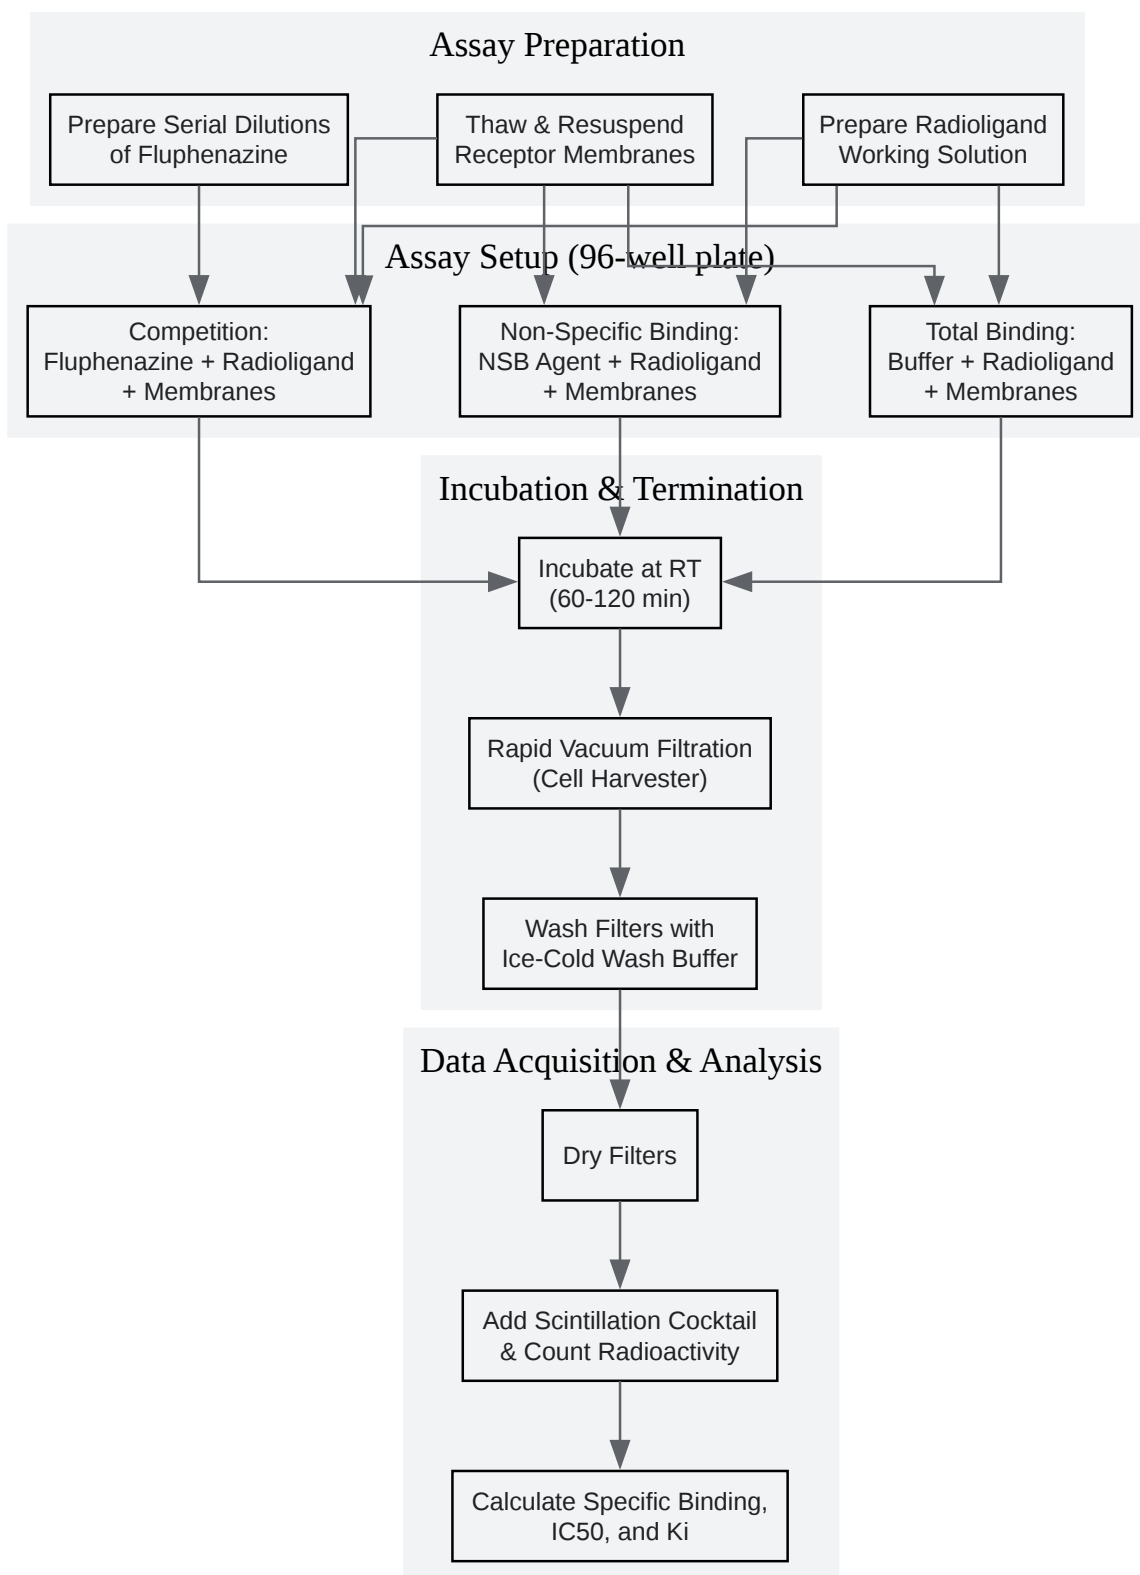 Assay Preparation
Prepare Serial Dilutions
of Fluphenazine
Thaw & Resuspend
Receptor Membranes
Prepare Radioligand
Working Solution
Assay Setup (96-well plate)
Competition:
Fluphenazine + Radioligand
+ Membranes
Non-Specific Binding:
NSB Agent + Radioligand
+ Membranes
Total Binding:
Buffer + Radioligand
+ Membranes
Incubation & Termination
Incubate at RT
(60-120 min)
Rapid Vacuum Filtration
(Cell Harvester)
Wash Filters with
Ice-Cold Wash Buffer
Data Acquisition & Analysis
Dry Filters
Add Scintillation Cocktail
& Count Radioactivity
Calculate Specific Binding,
IC50, and Ki